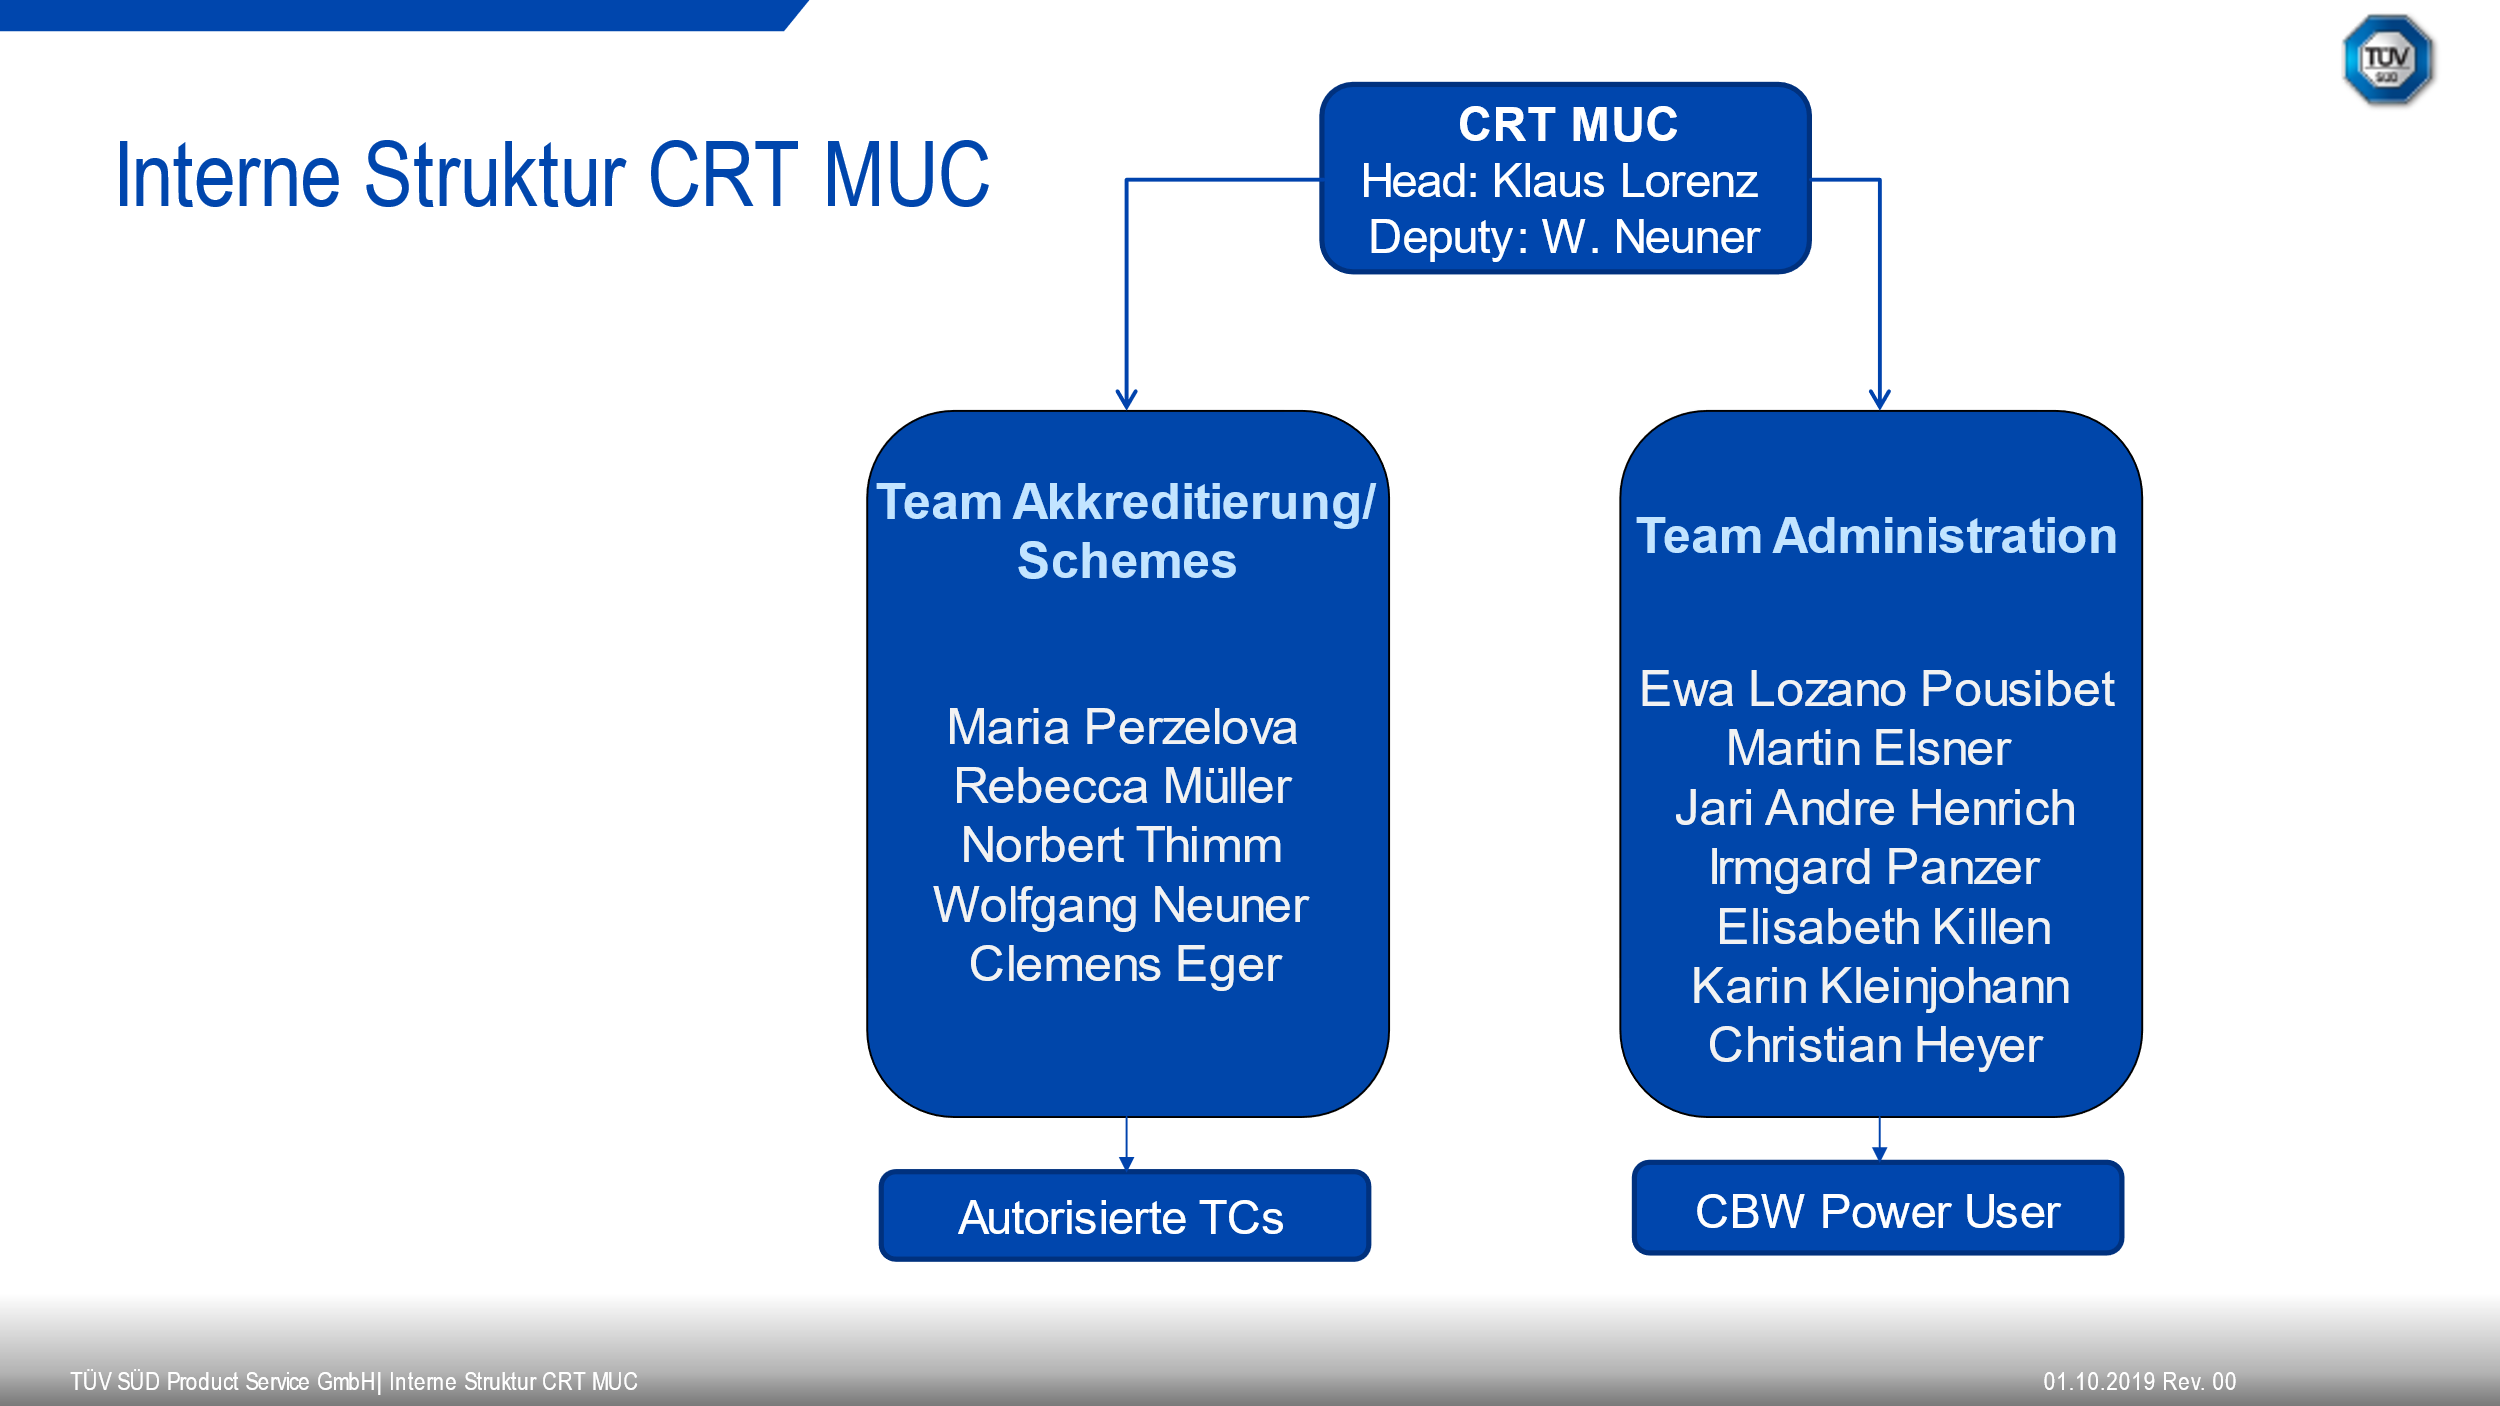 TÜV
SÜD
Interne Struktur CRT MUC
CRT MUC
Head: Klaus Lorenz
Deputy: W. Neuner
Team Akkreditierung/
Schemes
Maria Perzelova
Rebecca Müller
Norbert Thimm
Wolfgang Neuner
Clemens Eger
Autorisierte TCs
Team Administration
Ewa Lozano Pousibet
Martin Elsner
Jari Andre Henrich
Irmgard Panzer
Elisabeth Killen
Karin Kleinjohann
Christian Heyer
CBW Power User
TÜV SÜD Product Service GmbH| Interne Struktur CRT MUC
01.10.2019 Rev. 00